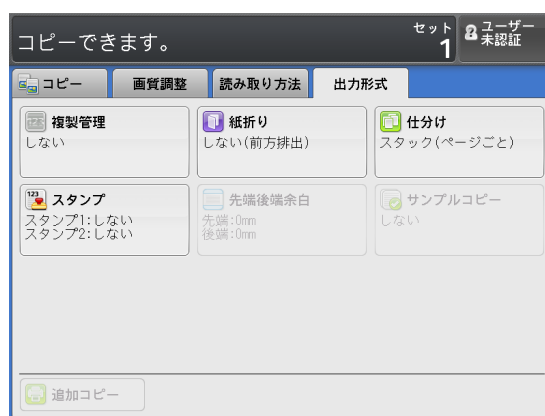 コピーできます。
セット
1
ユーザー
未認証
コピー
画質調整
読み取り方法
出力形式
複製管理
しない
紙折り
しない(前方排出)
仕分け
スタック(ページごと)
123
スタンプ
スタンプ1:しない
スタンプ2:しない
先端後端余白
先端:0mm
後端:0mm
サンプルコピー
しない
追加コピー